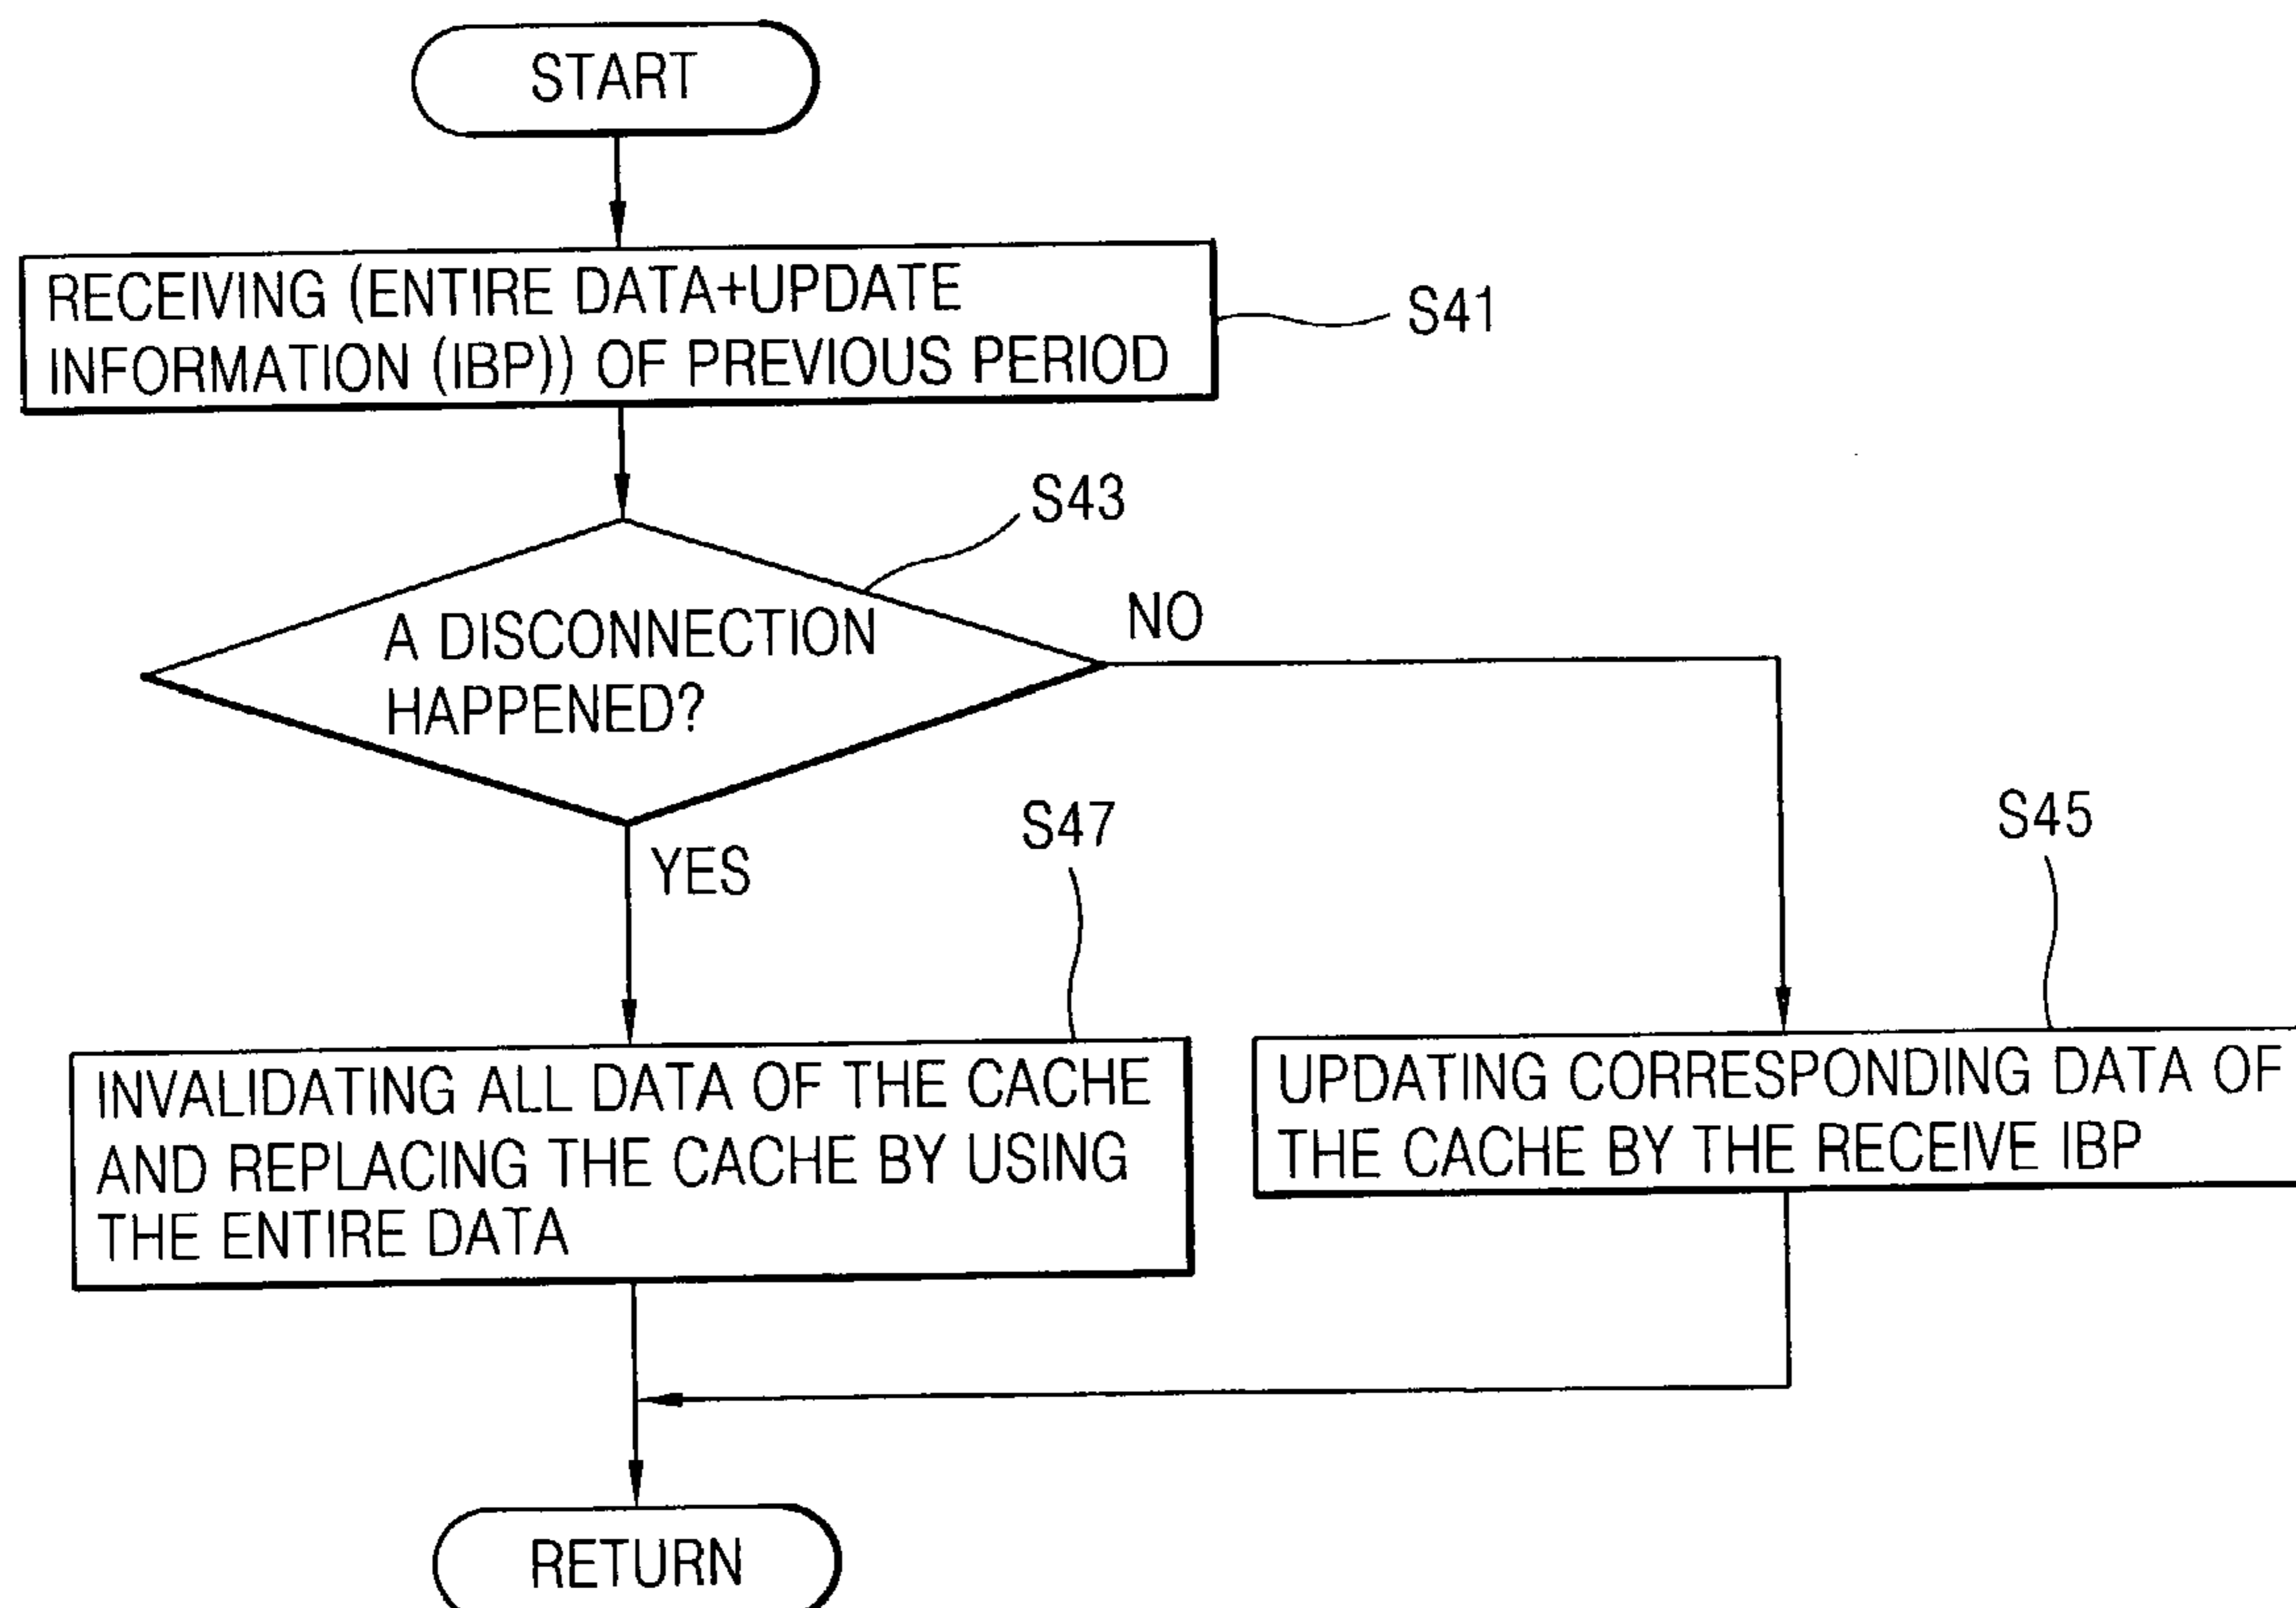 START
RECEIVING (ENTIRE DATA+UPDATE
INFORMATION (IBP)) OF PREVIOUS PERIOD
S41
S43
A DISCONNECTION
HAPPENED?
NO
YES
S47
S45
INVALIDATING ALL DATA OF THE CACHE
AND REPLACING THE CACHE BY USING
THE ENTIRE DATA
UPDATING CORRESPONDING DATA OF
THE CACHE BY THE RECEIVE IBP
RETURN